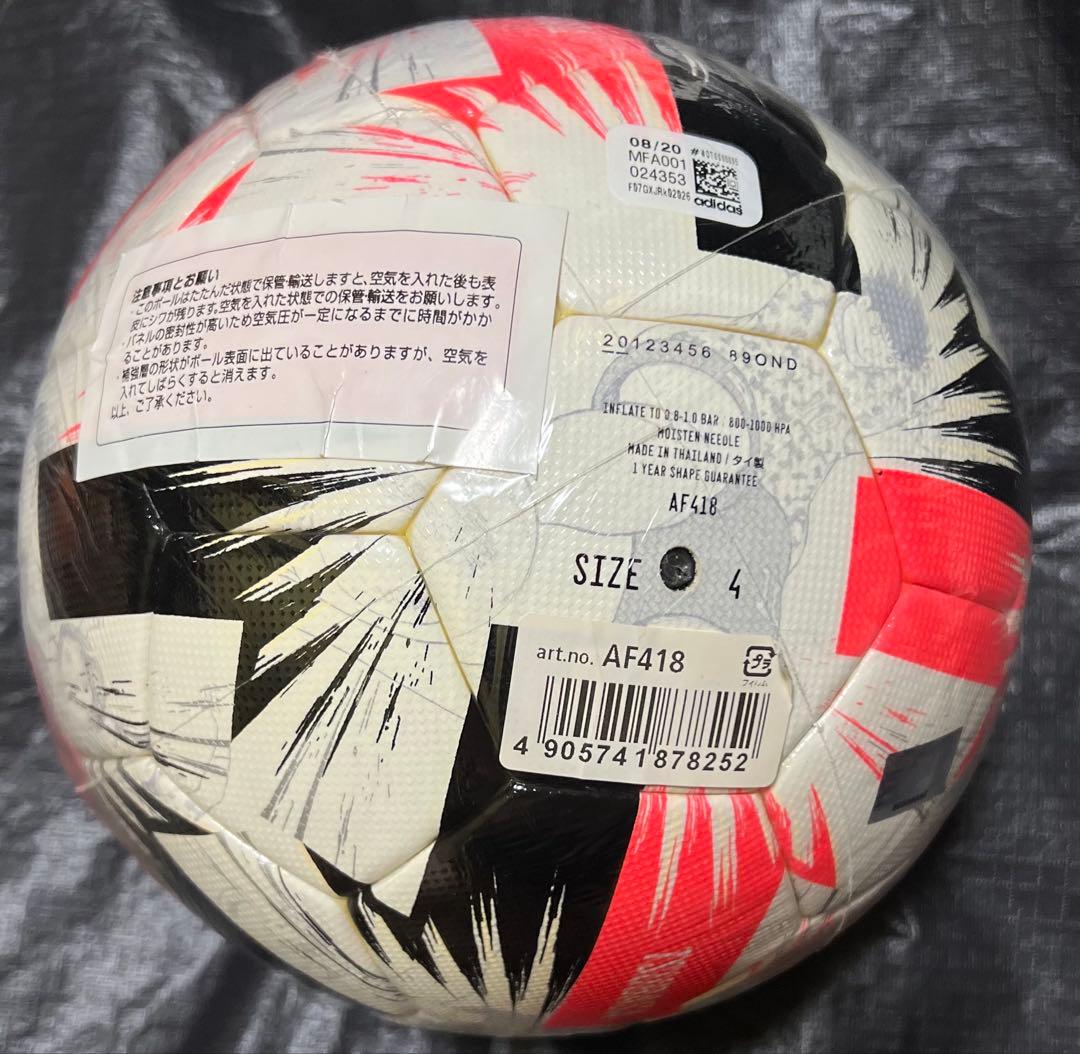 08/20
MFA001
024353
F07GXJRk02026
adidas
注意事項とお願い
・このボールはたたんだ状態で保管・輸送しますと、空気を入れた後も表
皮にシワが残ります。空気を入れた状態での保管・輸送をお願いします。
・パネルの密封性が高いため空気圧が一定になるまでに時間がかか
ることがあります。
・補強層の形状がボール表面に出ていることがありますが、空気を
入れてしばらくすると消えます。
以上、ご了承ください。
20123456 89OND
INFLATE TO 0.8-1.0 BAR / 800-1000 HPA
MOISTEN NEEDLE
MADE IN THAILAND / タイ製
1 YEAR SHAPE GUARANTEE
AF418
SIZE 4
art.no. AF418
プラ
フィルム
4 905741 878252